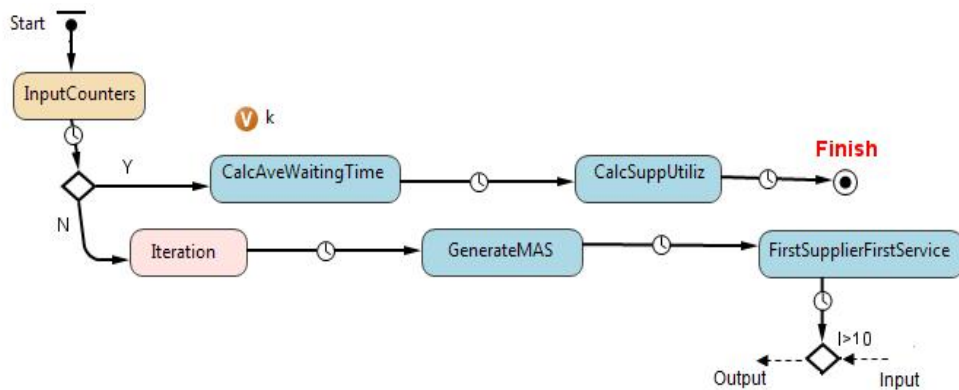 Start
InputCounters
V k
Y
CalcAveWaitingTime
CalcSuppUtiliz
Finish
N
Iteration
GenerateMAS
FirstSupplierFirstService
I>10
Output
Input